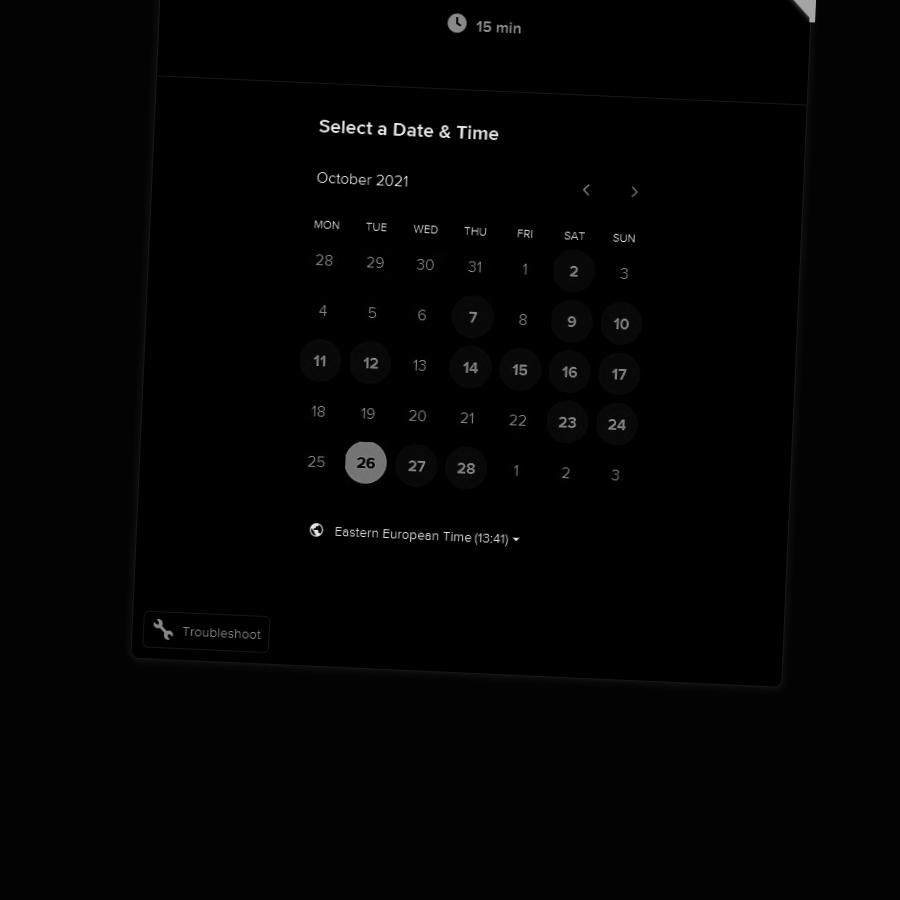 15 min
Select a Date & Time
October 2021
MON TUE WED THU FRI SAT SUN
28 29 30 31 1 2 3
4 5 6 7 8 9 10
11 12 13 14 15 16 17
18 19 20 21 22 23 24
25 26 27 28 1 2 3
Eastern European Time (13:41)
Troubleshoot